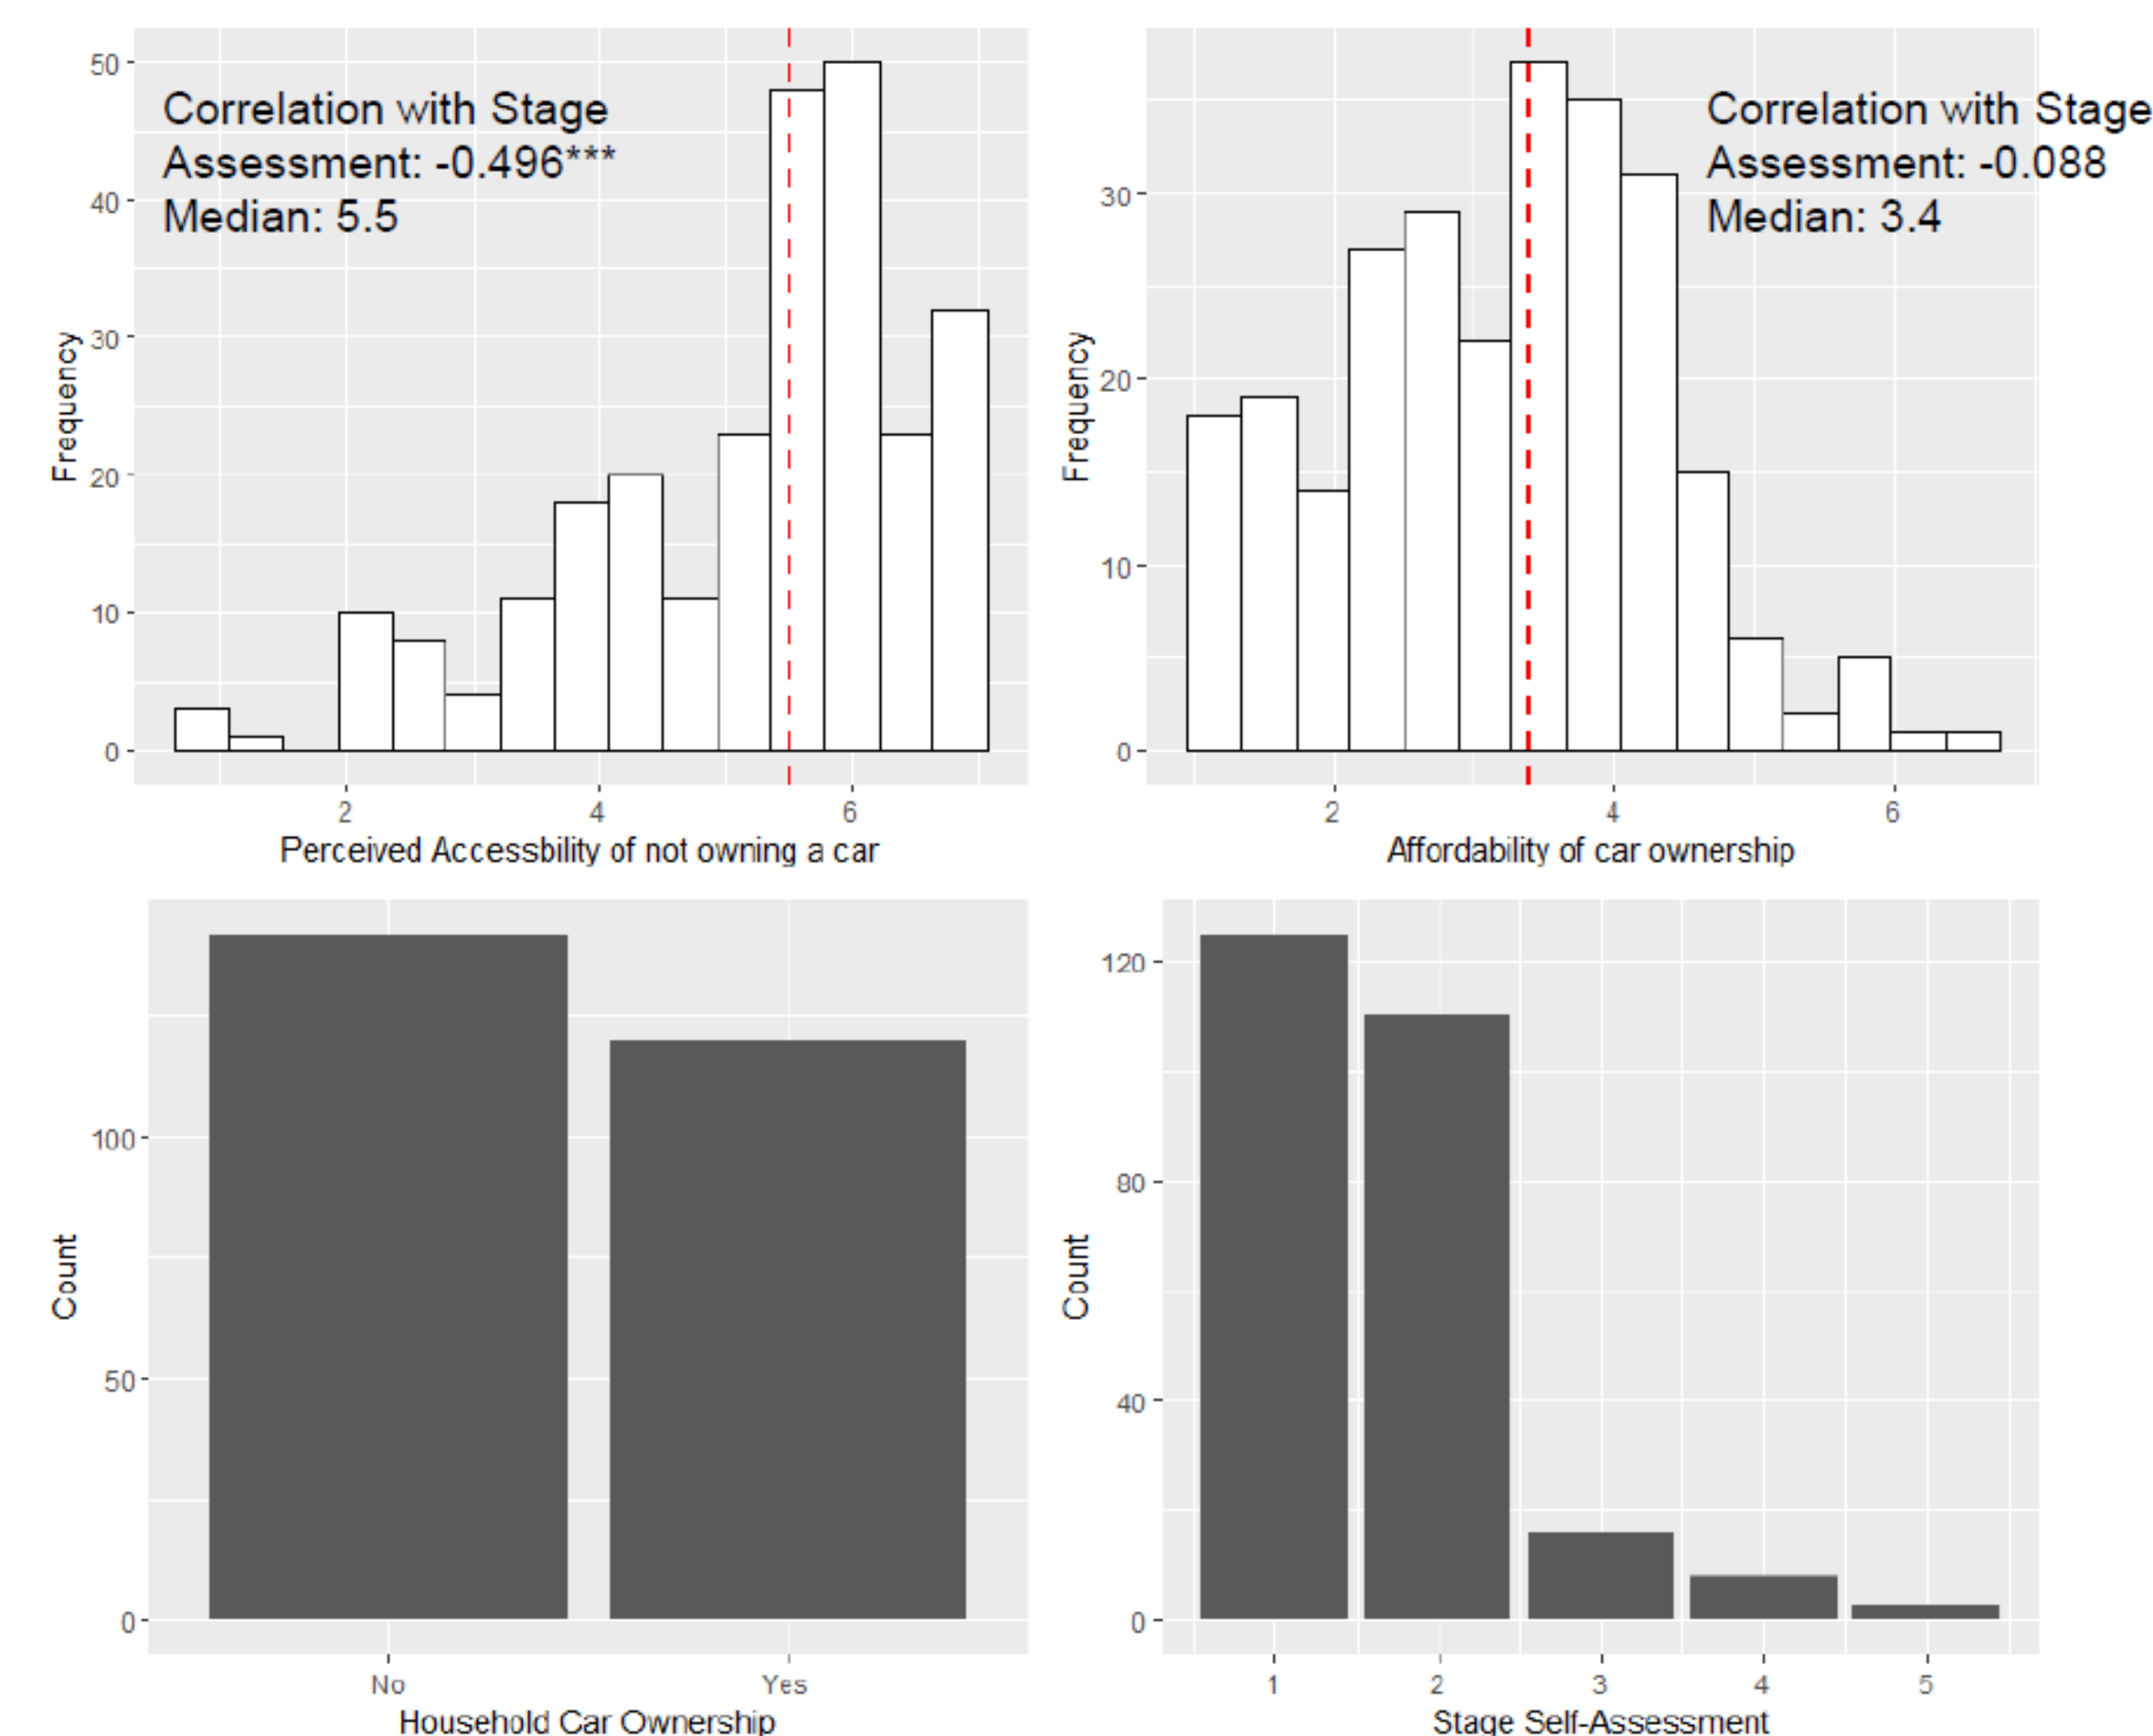 Correlation with Stage
Assessment: -0.496***
Median: 5.5
50
40
30
20
10
0
Frequency
2
4
6
Perceived Accessbility of not owning a car
Correlation with Stage
Assessment: -0.088
Median: 3.4
30
20
10
0
Frequency
2
4
6
Affordability of car ownership
100
50
0
Count
No
Yes
Household Car Ownership
120
80
40
0
Count
1
2
3
4
5
Stage Self-Assessment